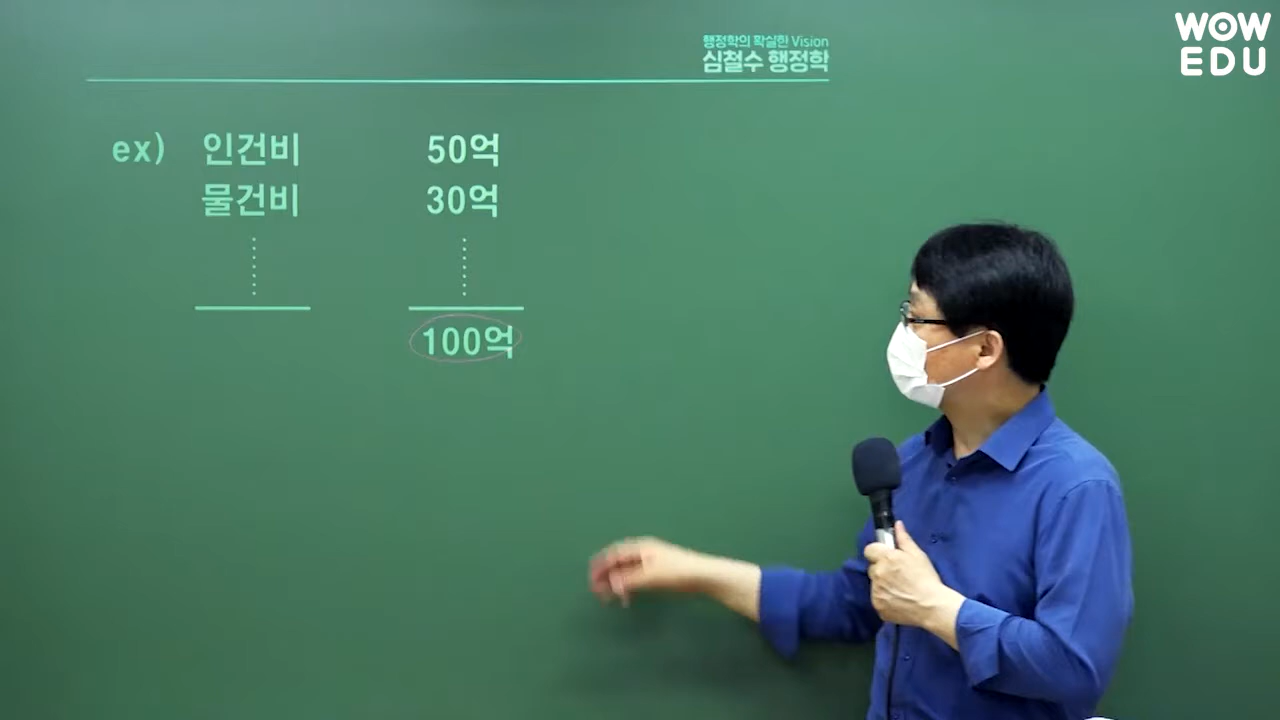 WOW
EDU
행정학의 확실한 Vision
심철수 행정학
ex) 인건비 50억
물건비 30억
100억